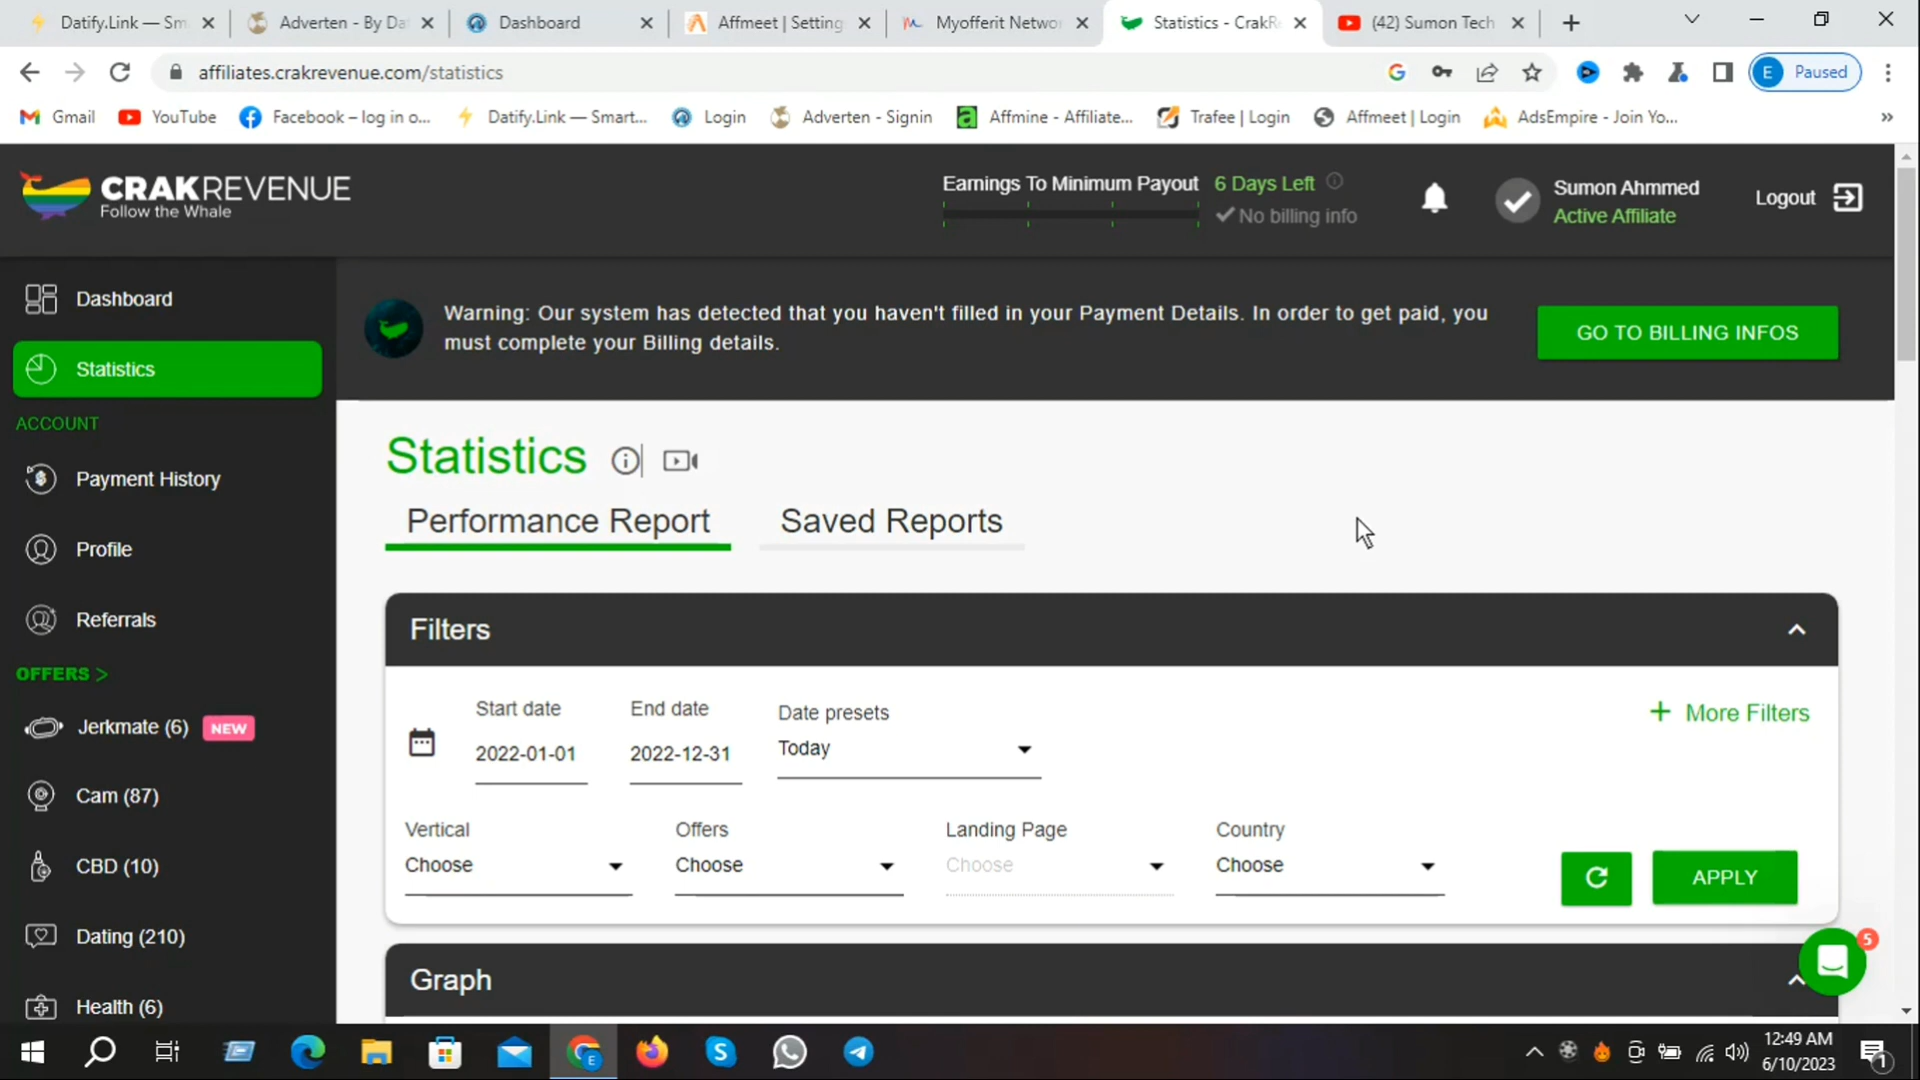 Datify.Link — Sm
Adverten - By Da
Dashboard
Affmeet | Setting
Myofferit Netwo
Statistics - CrakR
(42) Sumon Tech
affiliates.crakrevenue.com/statistics
E Paused
Gmail
YouTube
Facebook – log in o...
Datify.Link — Smart...
Login
Adverten - Signin
Affmine - Affiliate...
Trafee | Login
Affmeet | Login
AdsEmpire - Join Yo...
»
CRAKREVENUE
Follow the Whale
Earnings To Minimum Payout
6 Days Left
No billing info
Sumon Ahmmed
Active Affiliate
Logout
Dashboard
Statistics
ACCOUNT
Payment History
Profile
Referrals
OFFERS >
Jerkmate (6) NEW
Cam (87)
CBD (10)
Dating (210)
Health (6)
Warning: Our system has detected that you haven't filled in your Payment Details. In order to get paid, you
must complete your Billing details.
GO TO BILLING INFOS
Statistics
Performance Report
Saved Reports
Filters
Start date
End date
Date presets
2022-01-01
2022-12-31
Today
+ More Filters
Vertical
Offers
Landing Page
Country
Choose
Choose
Choose
Choose
APPLY
Graph
5
12:49 AM
6/10/2023
1